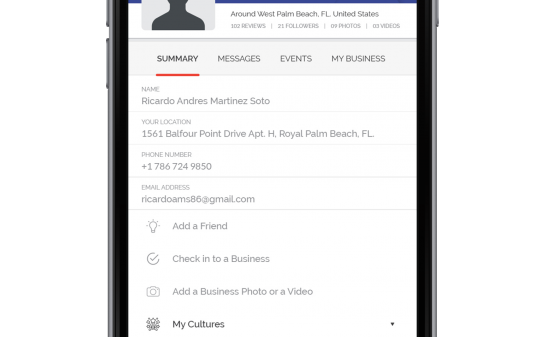 Around West Palm Beach, FL, United States
102 REVIEWS | 21 FOLLOWERS | 09 PHOTOS | 03 VIDEOS
SUMMARY MESSAGES EVENTS MY BUSINESS
NAME
Ricardo Andres Martinez Soto
YOUR LOCATION
1561 Balfour Point Drive Apt. H, Royal Palm Beach, FL.
PHONE NUMBER
+1 786 724 9850
EMAIL ADDRESS
ricardoams86@gmail.com
Add a Friend
Check in to a Business
Add a Business Photo or a Video
My Cultures